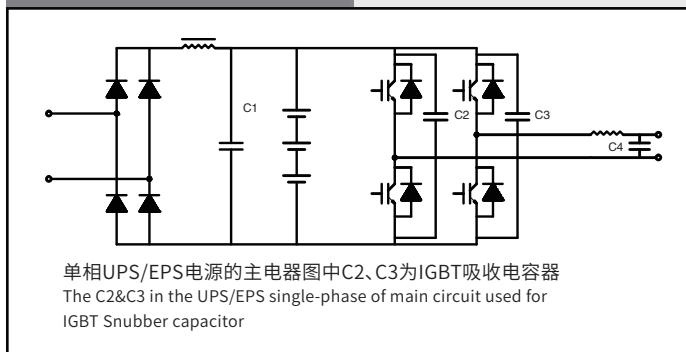 C1
C2
C3
C4
单相UPS/EPS电源的主电器图中C2、C3为IGBT吸收电容器
The C2&C3 in the UPS/EPS single-phase of main circuit used for
IGBT Snubber capacitor